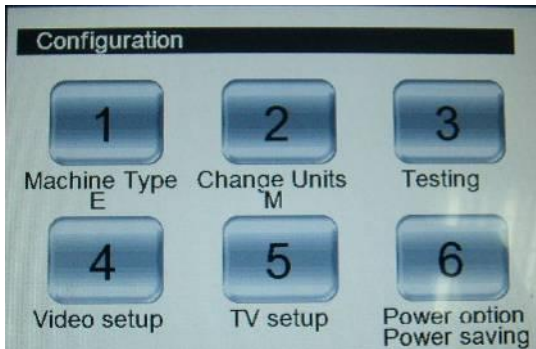 Configuration
1 2 3
Machine Type Change Units Testing
E M
4 5 6
Video setup TV setup Power option
Power saving